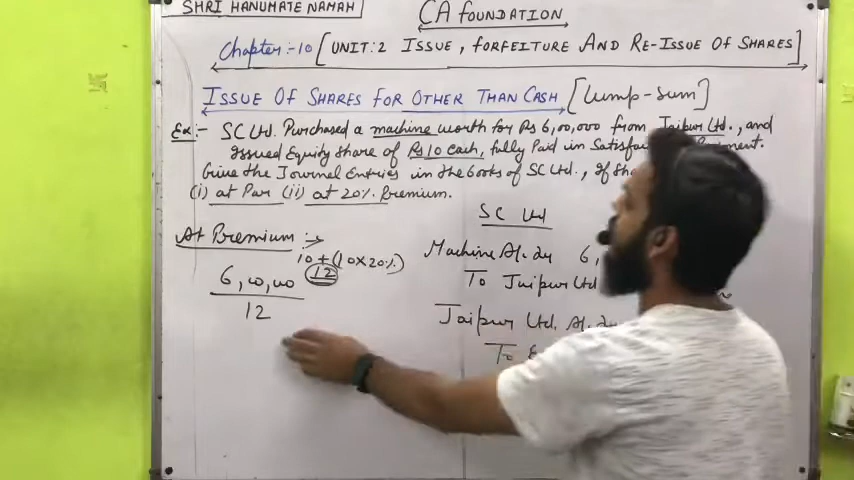 SHRI HANUMATE NAMAH
CA FOUNDATION
Chapter:-10 [UNIT:2 ISSUE, FORFEITURE AND RE-ISSUE OF SHARES]
ISSUE OF SHARES FOR OTHER THAN CASH [Lump-sum]
Ex:- SC Ltd. Purchased a machine worth for Rs 6,00,000 from Jaipur Ltd., and
Issued Equity Share of Rs 10 each, fully Paid in
Give the Journal Entries in the books of SC Ltd., If
(i) at Par (ii) at 20% Premium.
At Premium :-
10+(10×20%)
6,00,00
12
12
SC Ltd
Machine A/c Dr 6,
To Jaipur Ltd
Jaipur Ltd. A/c Dr
To E